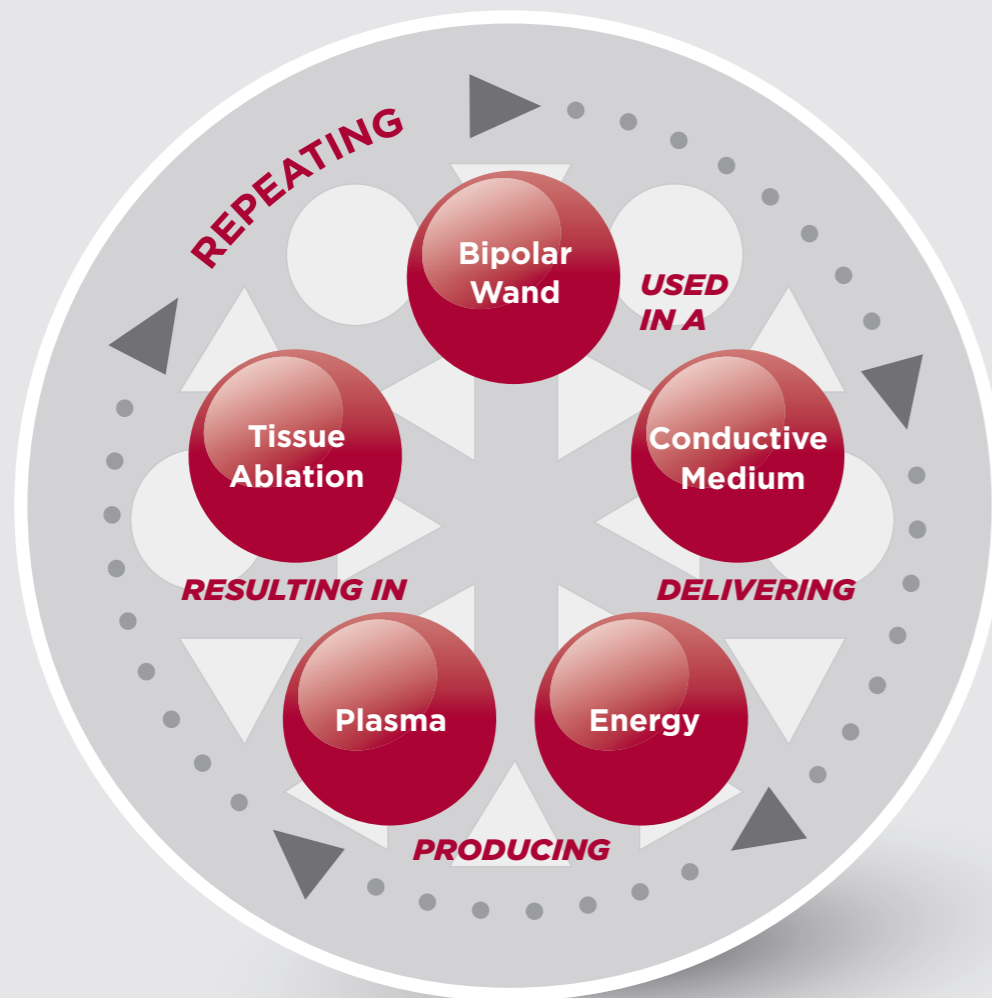 REPEATING
Bipolar
Wand
USED
IN A
Conductive
Medium
DELIVERING
Energy
PRODUCING
Plasma
RESULTING IN
Tissue
Ablation